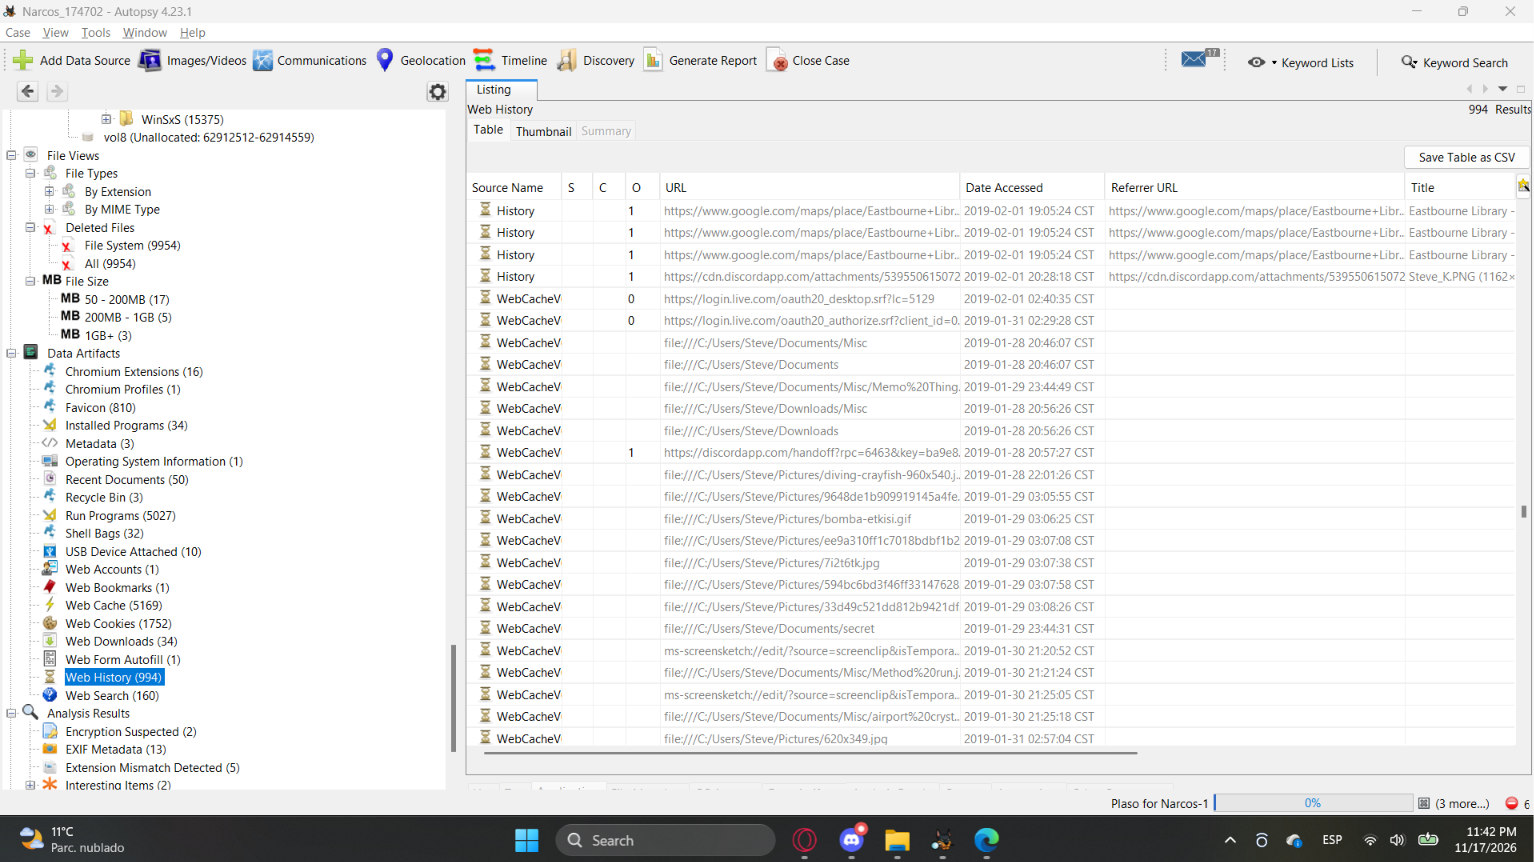 Narcos_174702 - Autopsy 4.23.1
Case View Tools Window Help
Add Data Source Images/Videos Communications Geolocation Timeline Discovery Generate Report Close Case 17 Keyword Lists Keyword Search
WinSxS (15375)
vol8 (Unallocated: 62912512-62914559)
File Views
File Types
By Extension
By MIME Type
Deleted Files
File System (9954)
All (9954)
MB File Size
MB 50 - 200MB (17)
MB 200MB - 1GB (5)
MB 1GB+ (3)
Data Artifacts
Chromium Extensions (16)
Chromium Profiles (1)
Favicon (810)
Installed Programs (34)
Metadata (3)
Operating System Information (1)
Recent Documents (50)
Recycle Bin (3)
Run Programs (5027)
Shell Bags (32)
USB Device Attached (10)
Web Accounts (1)
Web Bookmarks (1)
Web Cache (5169)
Web Cookies (1752)
Web Downloads (34)
Web Form Autofill (1)
Web History (994)
Web Search (160)
Analysis Results
Encryption Suspected (2)
EXIF Metadata (13)
Extension Mismatch Detected (5)
Interesting Items (2)
Listing
Web History
994 Results
Table Thumbnail Summary
Save Table as CSV
Source Name S C O URL Date Accessed Referrer URL Title
History 1 https://www.google.com/maps/place/Eastbourne+Libr... 2019-02-01 19:05:24 CST https://www.google.com/maps/place/Eastbourne+Libr... Eastbourne Library -
History 1 https://www.google.com/maps/place/Eastbourne+Libr... 2019-02-01 19:05:24 CST https://www.google.com/maps/place/Eastbourne+Libr... Eastbourne Library -
History 1 https://www.google.com/maps/place/Eastbourne+Libr... 2019-02-01 19:05:24 CST https://www.google.com/maps/place/Eastbourne+Libr... Eastbourne Library -
History 1 https://cdn.discordapp.com/attachments/539550615072 2019-02-01 20:28:18 CST https://cdn.discordapp.com/attachments/539550615072 Steve_K.PNG (1162×
WebCacheV 0 https://login.live.com/oauth20_desktop.srf?lc=5129 2019-02-01 02:40:35 CST
WebCacheV 0 https://login.live.com/oauth20_authorize.srf?client_id=0. 2019-01-31 02:29:28 CST
WebCacheV file:///C:/Users/Steve/Documents/Misc 2019-01-28 20:46:07 CST
WebCacheV file:///C:/Users/Steve/Documents 2019-01-28 20:46:07 CST
WebCacheV file:///C:/Users/Steve/Documents/Misc/Memo%20Thing. 2019-01-29 23:44:49 CST
WebCacheV file:///C:/Users/Steve/Downloads/Misc 2019-01-28 20:56:26 CST
WebCacheV file:///C:/Users/Steve/Downloads 2019-01-28 20:56:26 CST
WebCacheV 1 https://discordapp.com/handoff?rpc=6463&key=ba9e8. 2019-01-28 20:57:27 CST
WebCacheV file:///C:/Users/Steve/Pictures/diving-crayfish-960x540.j.. 2019-01-28 22:01:26 CST
WebCacheV file:///C:/Users/Steve/Pictures/9648de1b909919145a4fe. 2019-01-29 03:05:55 CST
WebCacheV file:///C:/Users/Steve/Pictures/bomba-etkisi.gif 2019-01-29 03:06:25 CST
WebCacheV file:///C:/Users/Steve/Pictures/ee9a310ff1c7018bdbf1b2 2019-01-29 03:07:08 CST
WebCacheV file:///C:/Users/Steve/Pictures/7i2t6tk.jpg 2019-01-29 03:07:38 CST
WebCacheV file:///C:/Users/Steve/Pictures/594bc6bd3f46ff33147628 2019-01-29 03:07:58 CST
WebCacheV file:///C:/Users/Steve/Pictures/33d49c521dd812b9421df 2019-01-29 03:08:26 CST
WebCacheV file:///C:/Users/Steve/Documents/secret 2019-01-29 23:44:31 CST
WebCacheV ms-screensketch://edit/?source=screenclip&isTempora... 2019-01-30 21:20:52 CST
WebCacheV file:///C:/Users/Steve/Documents/Misc/Method%20run.j. 2019-01-30 21:21:24 CST
WebCacheV ms-screensketch://edit/?source=screenclip&isTempora... 2019-01-30 21:25:05 CST
WebCacheV file:///C:/Users/Steve/Documents/Misc/airport%20cryst... 2019-01-30 21:25:18 CST
WebCacheV file:///C:/Users/Steve/Pictures/620x349.jpg 2019-01-31 02:57:04 CST
Plaso for Narcos-1 0% (3 more...) 6
11°C
Parc. nublado
Search
ESP
11:42 PM
11/17/2026